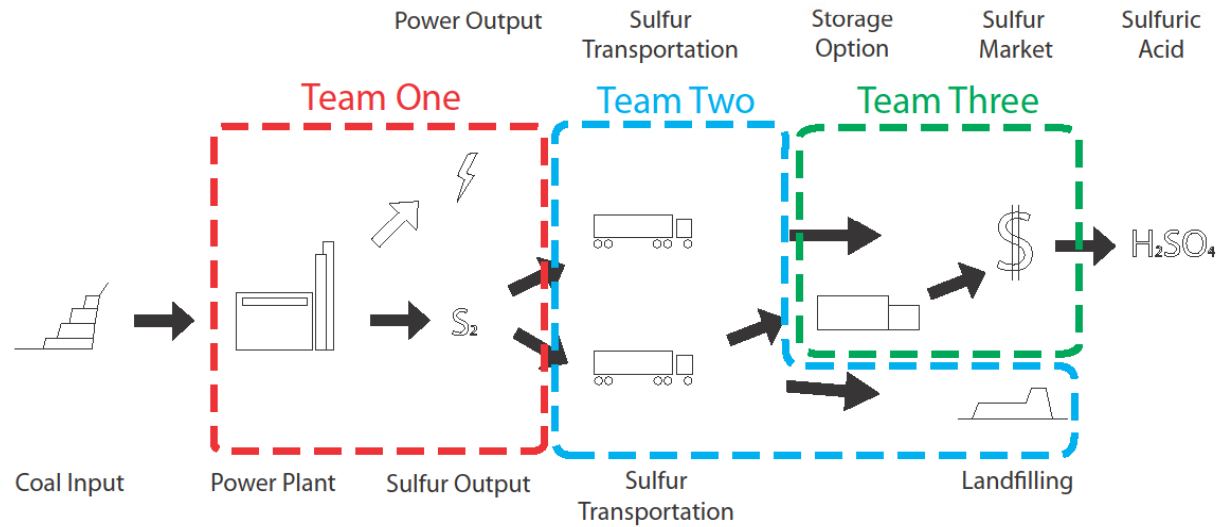 Power Output
Sulfur
Transportation
Storage
Option
Sulfur
Market
Sulfuric
Acid
Team One
Team Two
Team Three
S₂
$
H₂SO₄
Coal Input
Power Plant
Sulfur Output
Sulfur
Transportation
Landfilling